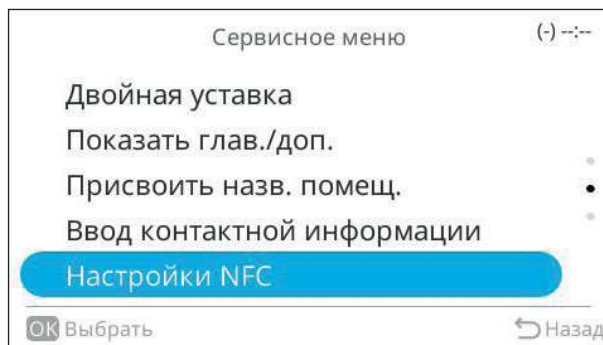 Сервисное меню (-) --:--
Двойная уставка
Показать глав./доп.
Присвоить назв. помещ.
Ввод контактной информации
Настройки NFC
OK Выбрать Назад